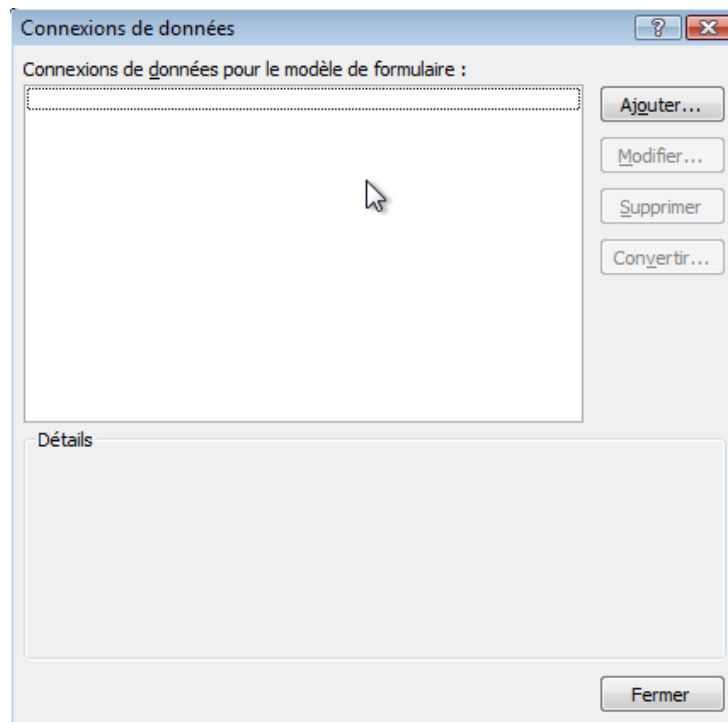 Connexions de données
Connexions de données pour le modèle de formulaire :
Ajouter...
Modifier...
Supprimer
Convertir...
Détails
Fermer